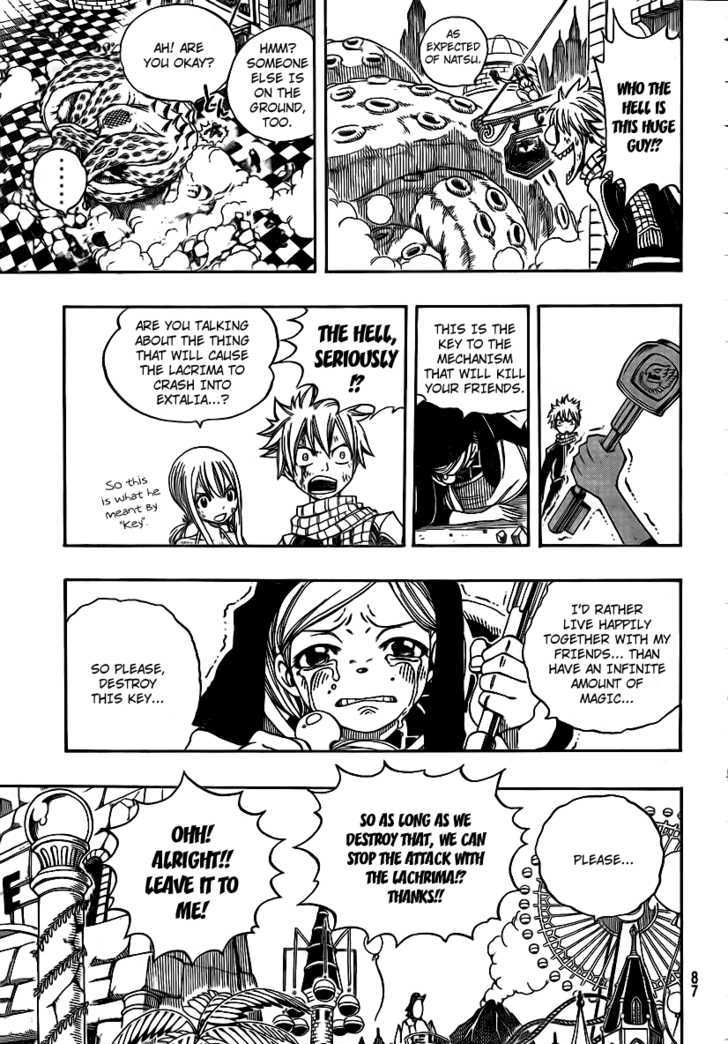 WHO THE
HELL IS
THIS HUGE
GUY!?
AS
EXPECTED
OF NATSU.
HMM?
SOMEONE
ELSE IS
ON THE
GROUND,
TOO.
AH! ARE
YOU OKAY?
......
THIS IS
THE KEY TO THE
MECHANISM
THAT WILL KILL
YOUR FRIENDS.
THE HELL,
SERIOUSLY
!?
ARE YOU TALKING
ABOUT THE THING
THAT WILL CAUSE
THE LACRIMA TO
CRASH INTO
EXTALIA...?
So this
is what he
meant by
"Key".
I'D RATHER
LIVE HAPPILY
TOGETHER WITH MY
FRIENDS... THAN
HAVE AN INFINITE
AMOUNT OF
MAGIC...
SO PLEASE,
DESTROY
THIS KEY...
PLEASE...
SO AS LONG AS WE
DESTROY THAT, WE CAN
STOP THE ATTACK WITH
THE LACHRIMA!?
THANKS!!
OHH!
ALRIGHT!!
LEAVE IT TO
ME!
E
87